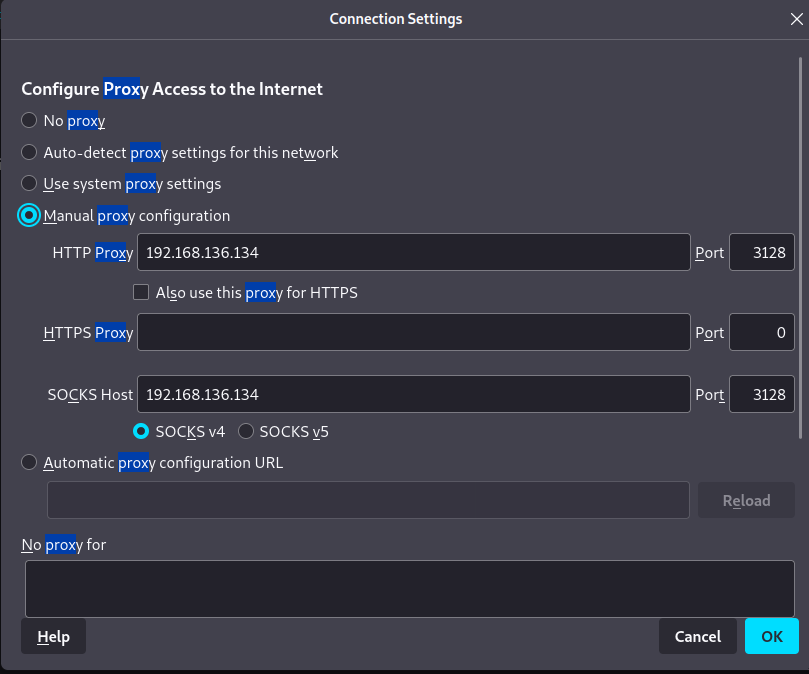 Connection Settings
Configure Proxy Access to the Internet
No proxy
Auto-detect proxy settings for this network
Use system proxy settings
Manual proxy configuration
HTTP Proxy 192.168.136.134 Port 3128
Also use this proxy for HTTPS
HTTPS Proxy Port 0
SOCKS Host 192.168.136.134 Port 3128
SOCKS v4 SOCKS v5
Automatic proxy configuration URL
Reload
No proxy for
Help Cancel OK